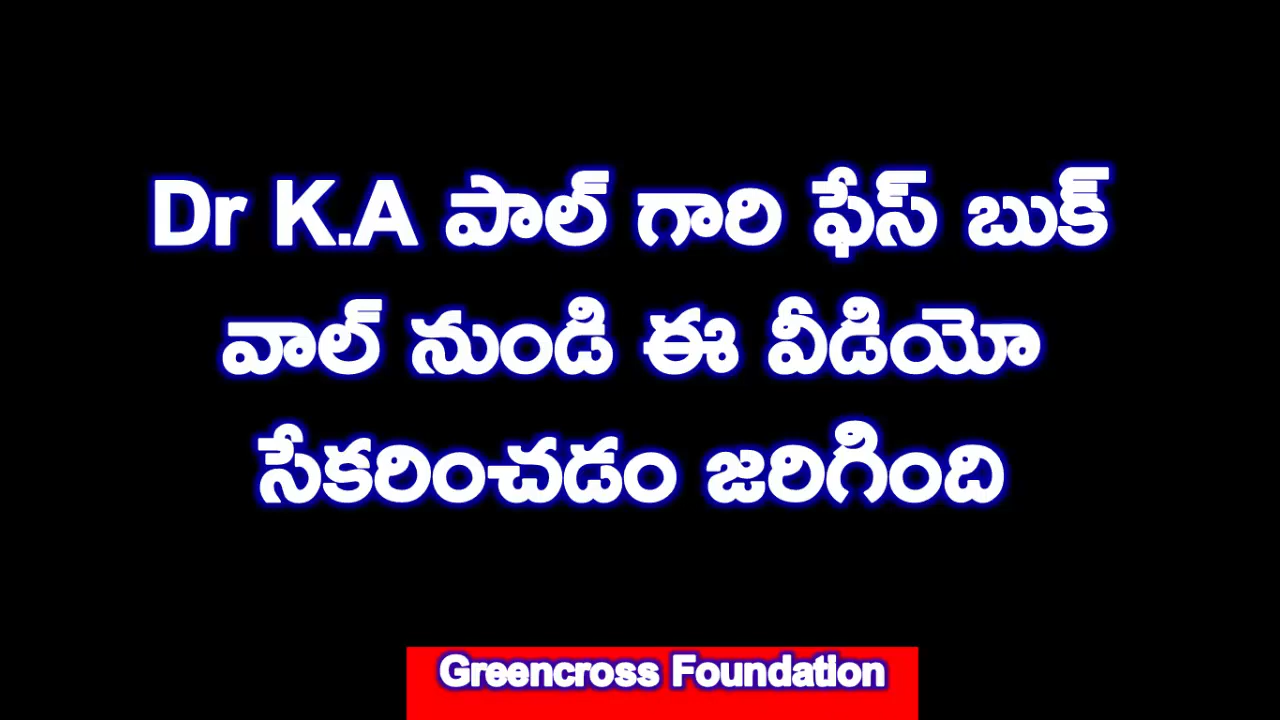 Dr K.A పాల్ గారి ఫేస్ బుక్
వాల్ నుండి ఈ వీడియో
సేకరించడం జరిగింది
Greencross Foundation